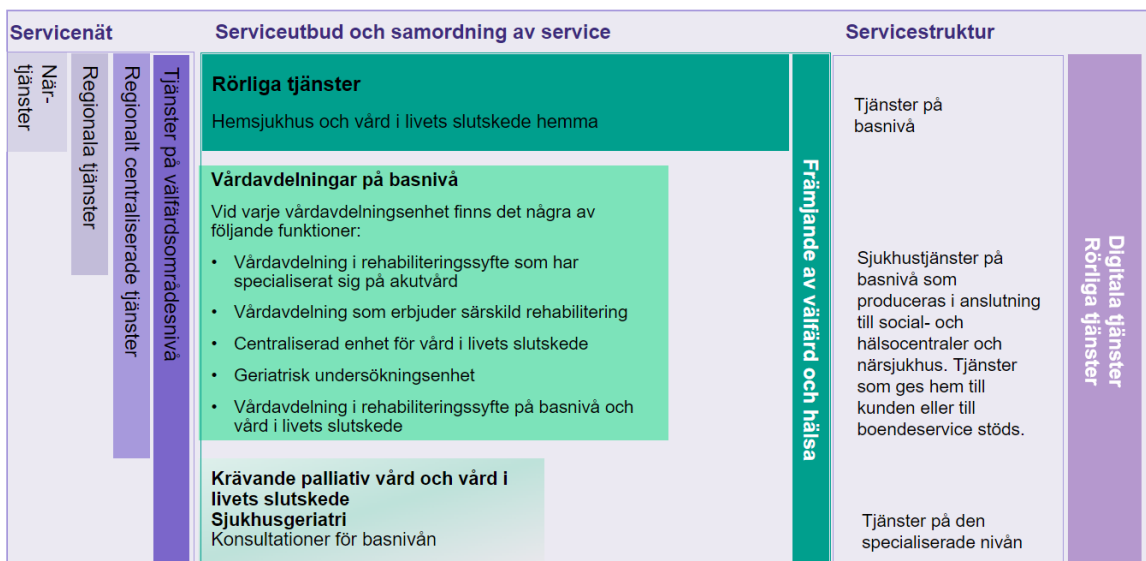 Servicenät
Serviceutbud och samordning av service
Servicestruktur
När-
tjänster
Regionala tjänster
Regionalt centraliserade tjänster
Tjänster på välfärdsområdesnivå
Rörliga tjänster
Hemsjukhus och vård i livets slutskede hemma
Vårdavdelningar på basnivå
Vid varje vårdavdelningsenhet finns det några av
följande funktioner:
• Vårdavdelning i rehabiliteringssyfte som har
specialiserat sig på akutvård
• Vårdavdelning som erbjuder särskild rehabilitering
• Centraliserad enhet för vård i livets slutskede
• Geriatrisk undersökningsenhet
• Vårdavdelning i rehabiliteringssyfte på basnivå och
vård i livets slutskede
Krävande palliativ vård och vård i
livets slutskede
Sjukhusgeriatri
Konsultationer för basnivån
Främjande av välfärd och hälsa
Tjänster på
basnivå
Sjukhustjänster på
basnivå som
produceras i anslutning
till social- och
hälsocentraler och
närsjukhus. Tjänster
som ges hem till
kunden eller till
boendeservice stöds.
Tjänster på den
specialiserade nivån
Digitala tjänster
Rörliga tjänster